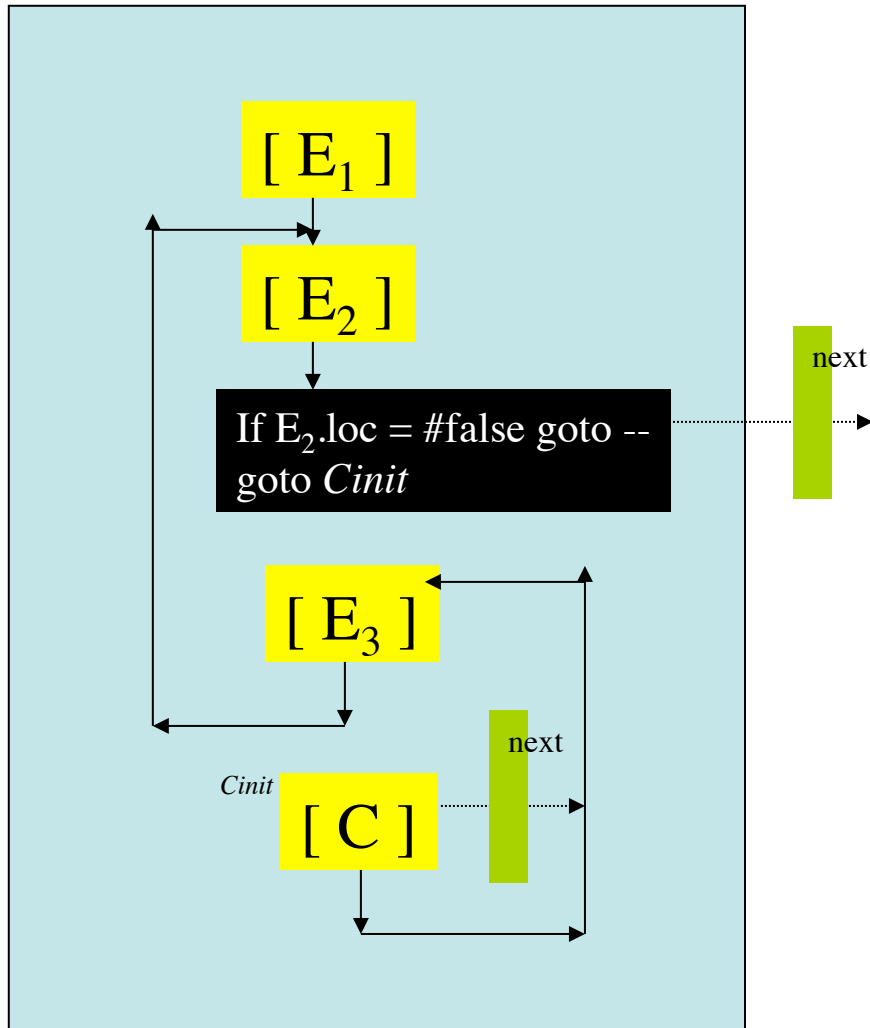 [ E₁ ]
[ E₂ ]
next
If E₂.loc = #false goto --
goto Cinit
[ E₃ ]
next
Cinit
[ C ]